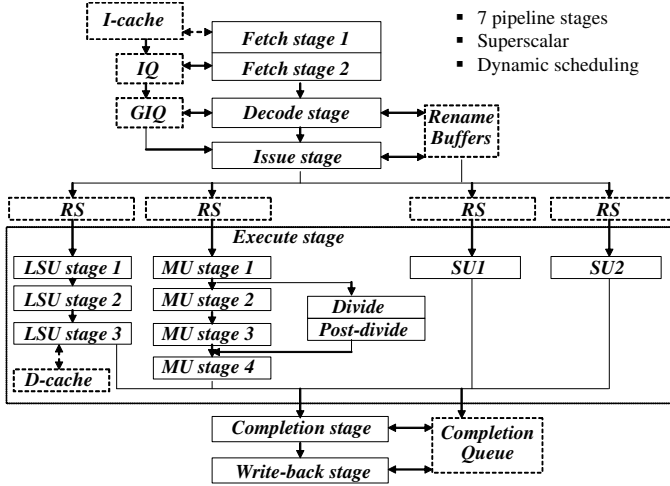 I-cache
Fetch stage 1
IQ
Fetch stage 2
▪ 7 pipeline stages
▪ Superscalar
▪ Dynamic scheduling
GIQ
Decode stage
Rename
Buffers
Issue stage
RS
RS
RS
RS
Execute stage
LSU stage 1
MU stage 1
SU1
SU2
LSU stage 2
MU stage 2
Divide
LSU stage 3
MU stage 3
Post-divide
D-cache
MU stage 4
Completion stage
Completion
Queue
Write-back stage